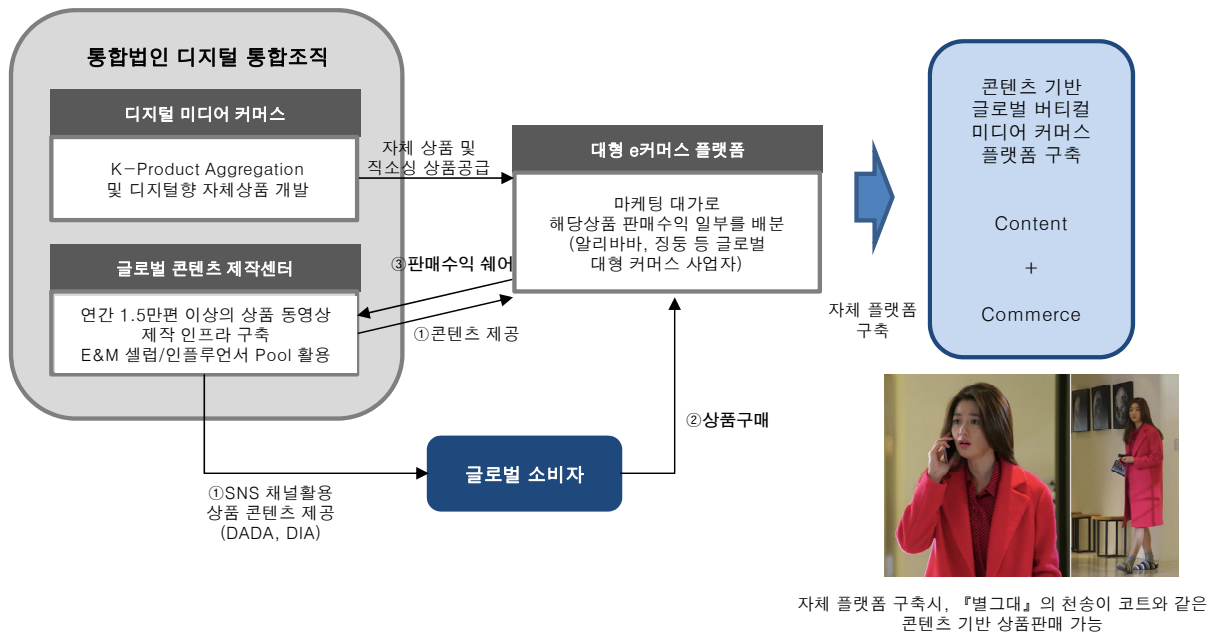 통합법인 디지털 통합조직
디지털 미디어 커머스
K-Product Aggregation
및 디지털향 자체상품 개발
글로벌 콘텐츠 제작센터
연간 1.5만편 이상의 상품 동영상
제작 인프라 구축
E&M 셀럽/인플루언서 Pool 활용
자체 상품 및
직소싱 상품공급
③판매수익 쉐어
①콘텐츠 제공
대형 e커머스 플랫폼
마케팅 대가로
해당상품 판매수익 일부를 배분
(알리바바, 징둥 등 글로벌
대형 커머스 사업자)
①SNS 채널활용
상품 콘텐츠 제공
(DADA, DIA)
글로벌 소비자
②상품구매
자체 플랫폼
구축
콘텐츠 기반
글로벌 버티컬
미디어 커머스
플랫폼 구축
Content
+
Commerce
자체 플랫폼 구축시, 『별그대』의 천송이 코트와 같은
콘텐츠 기반 상품판매 가능